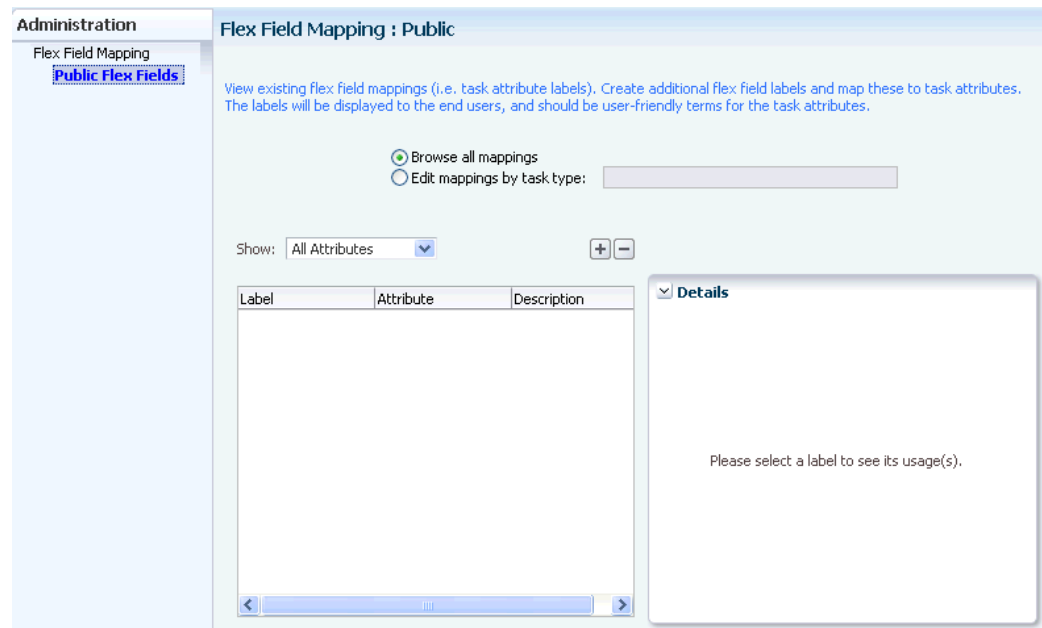 Administration
Flex Field Mapping
Public Flex Fields
Flex Field Mapping : Public
View existing flex field mappings (i.e. task attribute labels). Create additional flex field labels and map these to task attributes.
The labels will be displayed to the end users, and should be user-friendly terms for the task attributes.
Browse all mappings
Edit mappings by task type:
Show: All Attributes
Label Attribute Description
Details
Please select a label to see its usage(s).